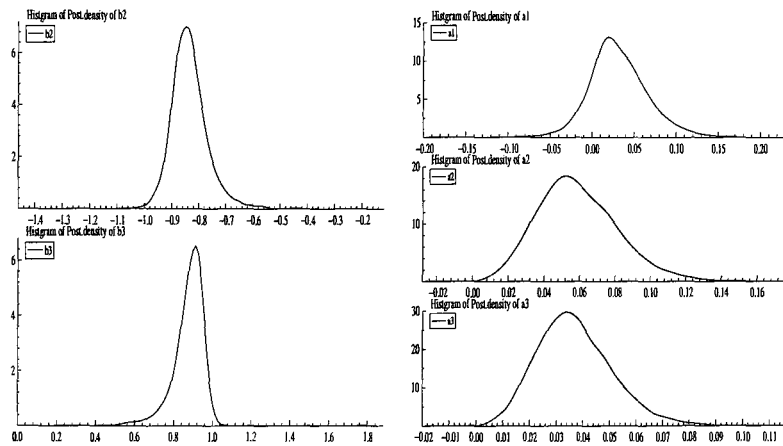 Histgram of Post.density of b2
b2
6
4
2
-1.4 -1.3 -1.2 -1.1 -1.0 -0.9 -0.8 -0.7 -0.6 -0.5 -0.4 -0.3 -0.2
Histgram of Post.density of b3
b3
6
4
2
0.0 0.2 0.4 0.6 0.8 1.0 1.2 1.4 1.6 1.8
Histgram of Post.density of a1
15
a1
10
5
-0.20 -0.15 -0.10 -0.05 0.00 0.05 0.10 0.15 0.20
Histgram of Post.density of a2
20
a2
10
-0.02 0.00 0.02 0.04 0.06 0.08 0.10 0.12 0.14 0.16
Histgram of Post.density of a3
30
a3
20
10
-0.02 -0.01 0.00 0.01 0.02 0.03 0.04 0.05 0.06 0.07 0.08 0.09 0.10 0.11